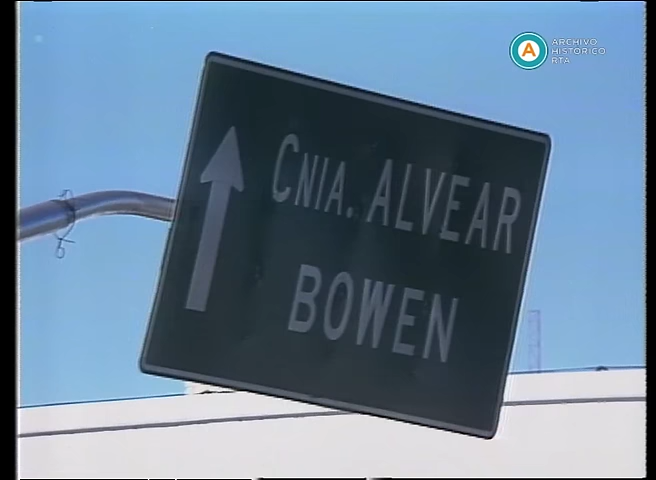 A
ARCHIVO
HISTORICO
RTA
CNIA. ALVEAR
BOWEN